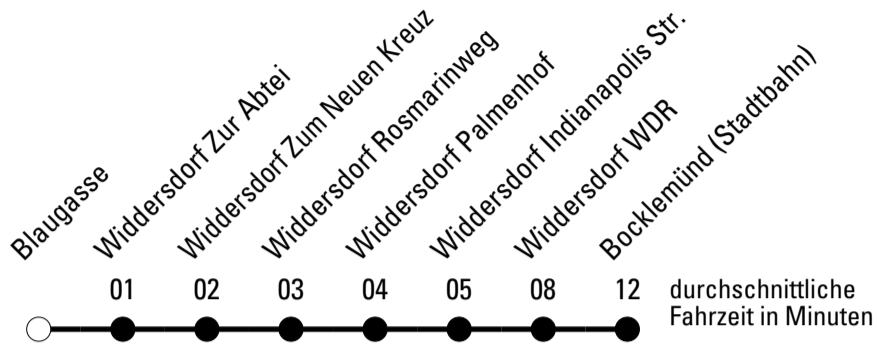 Blaugasse
Widdersdorf Zur Abtei
Widdersdorf Zum Neuen Kreuz
Widdersdorf Rosmarinweg
Widdersdorf Palmenhof
Widdersdorf Indianapolis Str.
Widdersdorf WDR
Bocklemünd (Stadtbahn)
01 02 03 04 05 08 12
durchschnittliche
Fahrzeit in Minuten